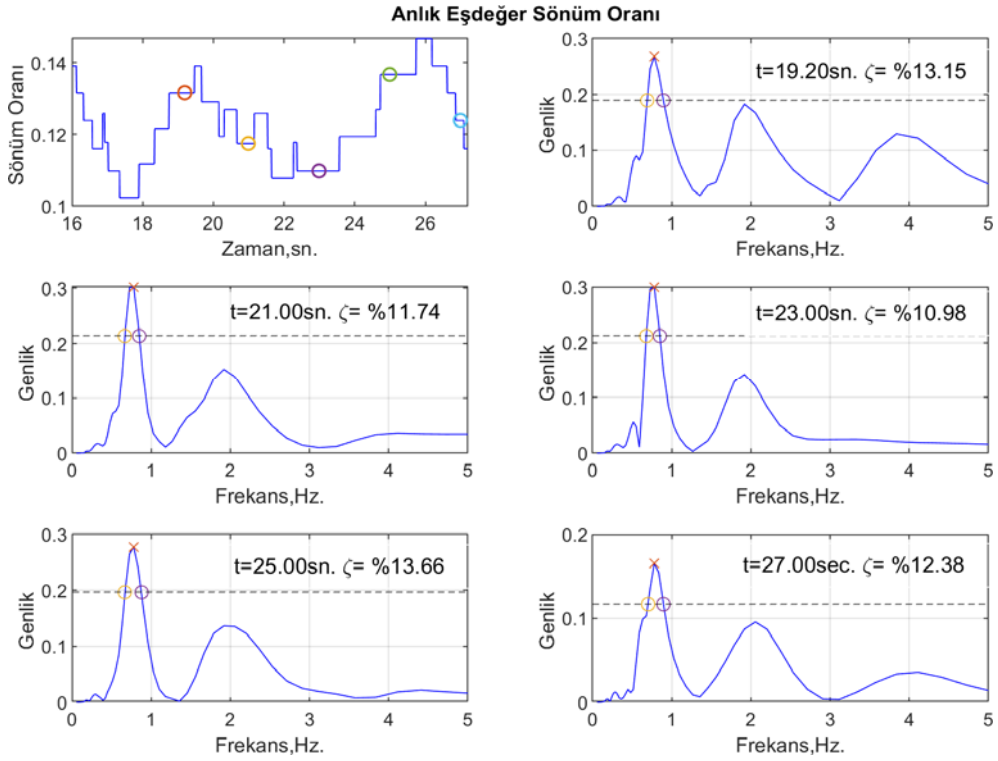 Anlık Eşdeğer Sönüm Oranı
Sönüm Oranı
0.14
0.12
0.1
16 18 20 22 24 26
Zaman,sn.
Genlik
0.3
0.2
0.1
0
t=19.20sn. ζ= %13.15
0 1 2 3 4 5
Frekans,Hz.
Genlik
0.3
0.2
0.1
0
t=21.00sn. ζ= %11.74
0 1 2 3 4 5
Frekans,Hz.
Genlik
0.3
0.2
0.1
0
t=23.00sn. ζ= %10.98
0 1 2 3 4 5
Frekans,Hz.
Genlik
0.3
0.2
0.1
0
t=25.00sn. ζ= %13.66
0 1 2 3 4 5
Frekans,Hz.
Genlik
0.2
0.1
0
t=27.00sec. ζ= %12.38
0 1 2 3 4 5
Frekans,Hz.